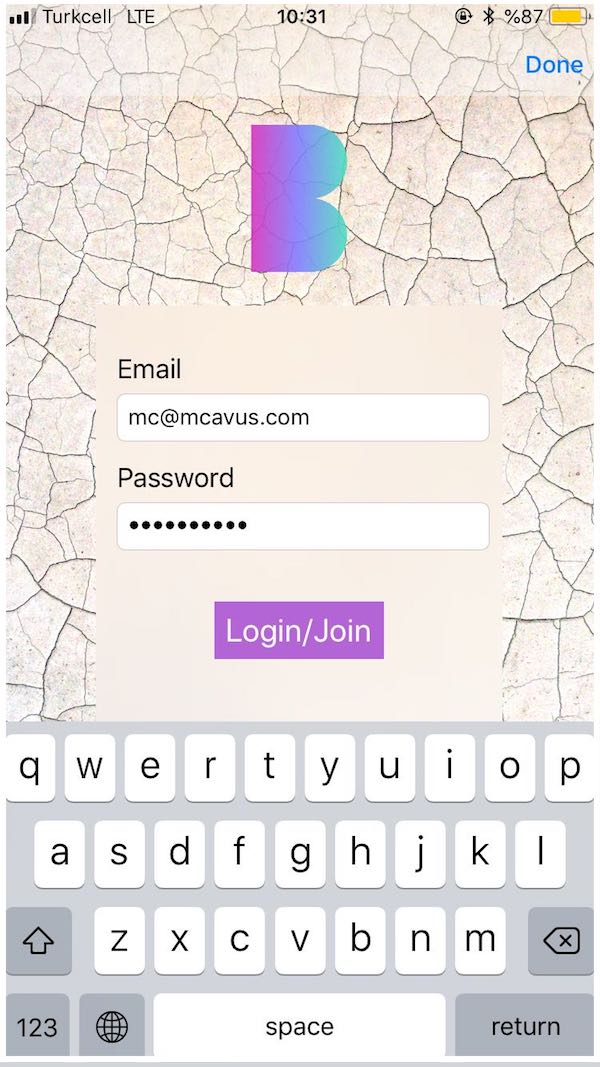 Turkcell LTE 10:31 %87
Done
B
Email
mc@mcavus.com
Password
••••••••••
Login/Join
q w e r t y u i o p
a s d f g h j k l
z x c v b n m
123 space return